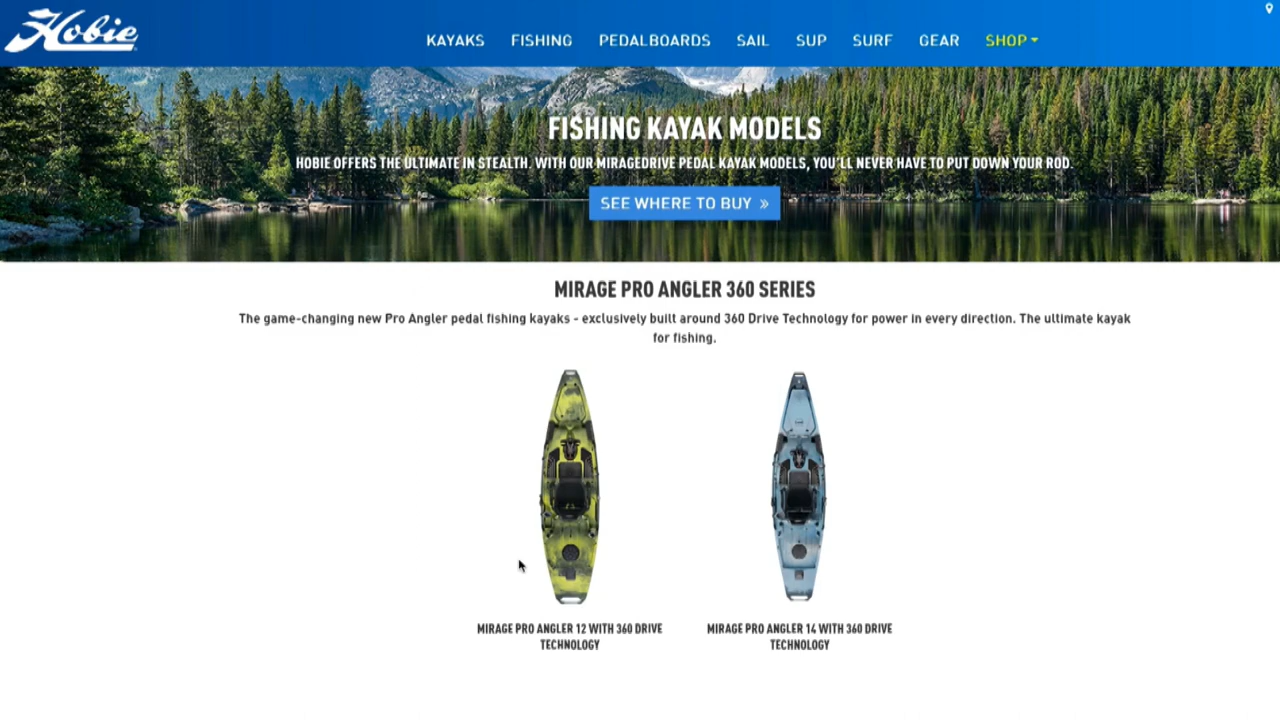 Hobie
KAYAKS FISHING PEDALBOARDS SAIL SUP SURF GEAR SHOP
FISHING KAYAK MODELS
HOBIE OFFERS THE ULTIMATE IN STEALTH. WITH OUR MIRAGEDRIVE PEDAL KAYAK MODELS, YOU'LL NEVER HAVE TO PUT DOWN YOUR ROD.
SEE WHERE TO BUY »
MIRAGE PRO ANGLER 360 SERIES
The game-changing new Pro Angler pedal fishing kayaks - exclusively built around 360 Drive Technology for power in every direction. The ultimate kayak
for fishing.
MIRAGE PRO ANGLER 12 WITH 360 DRIVE
TECHNOLOGY
MIRAGE PRO ANGLER 14 WITH 360 DRIVE
TECHNOLOGY